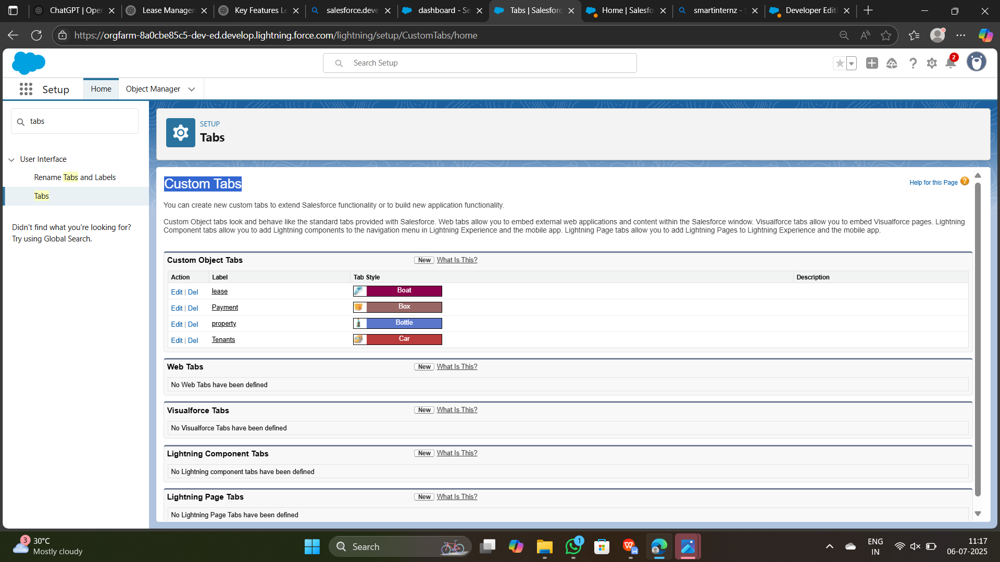 ChatGPT | Oper
Lease Managem
Key Features Le
salesforce.deve
dashboard - Se
Tabs | Salesforc
Home | Salesfo
smartinternz - S
Developer Editi
https://orgfarm-8a0cbe85c5-dev-ed.develop.lightning.force.com/lightning/setup/CustomTabs/home
Search Setup
2
Setup
Home
Object Manager
tabs
User Interface
Rename Tabs and Labels
Tabs
Didn't find what you're looking for?
Try using Global Search.
SETUP
Tabs
Custom Tabs
Help for this Page
You can create new custom tabs to extend Salesforce functionality or to build new application functionality.
Custom Object tabs look and behave like the standard tabs provided with Salesforce. Web tabs allow you to embed external web applications and content within the Salesforce window. Visualforce tabs allow you to embed Visualforce pages. Lightning
Component tabs allow you to add Lightning components to the navigation menu in Lightning Experience and the mobile app. Lightning Page tabs allow you to add Lightning Pages to Lightning Experience and the mobile app.
Custom Object Tabs New What Is This?
Action Label Tab Style Description
Edit | Del lease Boat
Edit | Del Payment Box
Edit | Del property Bottle
Edit | Del Tenants Car
Web Tabs New What Is This?
No Web Tabs have been defined
Visualforce Tabs New What Is This?
No Visualforce Tabs have been defined
Lightning Component Tabs New What Is This?
No Lightning component tabs have been defined
Lightning Page Tabs New What Is This?
No Lightning Page Tabs have been defined
3
30°C
Mostly cloudy
Search
1
ENG
IN
11:17
06-07-2025